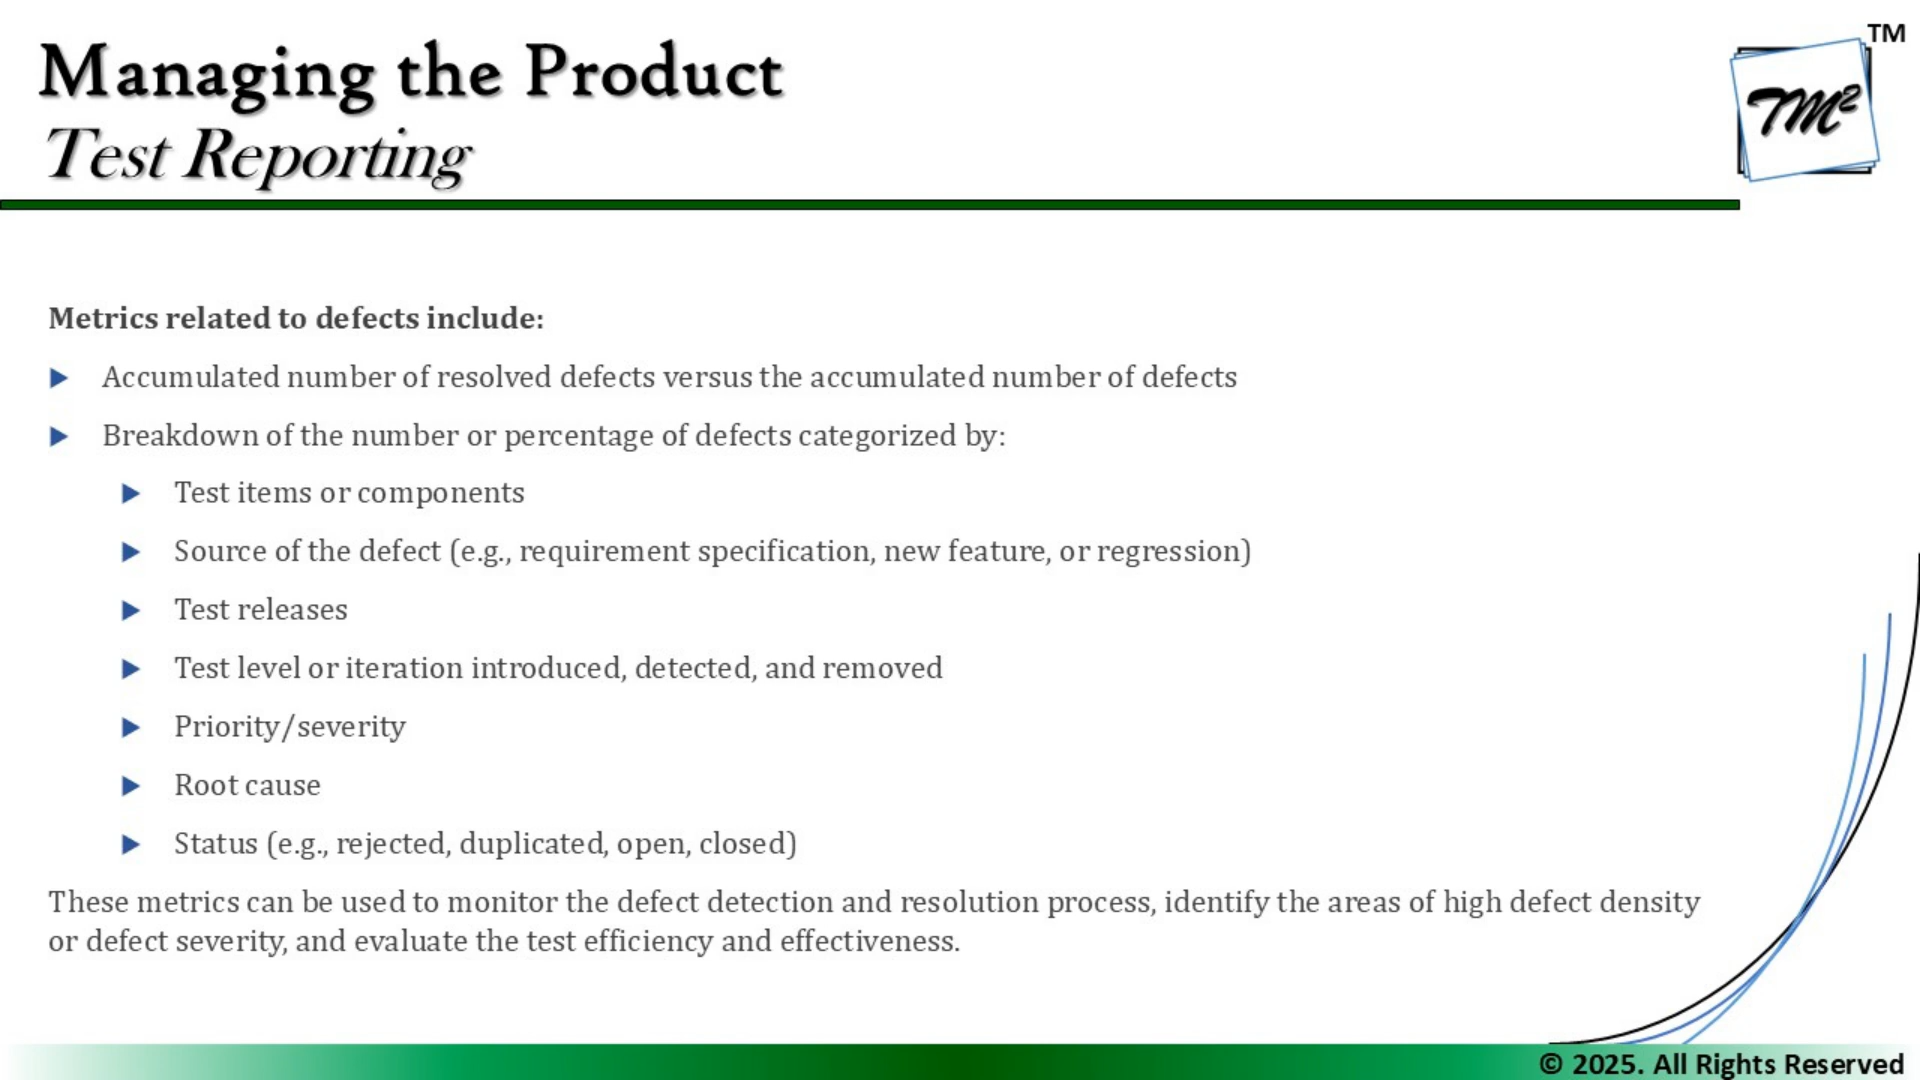 Managing the Product
Test Reporting
TM
TM²
Metrics related to defects include:
Accumulated number of resolved defects versus the accumulated number of defects
Breakdown of the number or percentage of defects categorized by:
Test items or components
Source of the defect (e.g., requirement specification, new feature, or regression)
Test releases
Test level or iteration introduced, detected, and removed
Priority/severity
Root cause
Status (e.g., rejected, duplicated, open, closed)
These metrics can be used to monitor the defect detection and resolution process, identify the areas of high defect density
or defect severity, and evaluate the test efficiency and effectiveness.
© 2025. All Rights Reserved